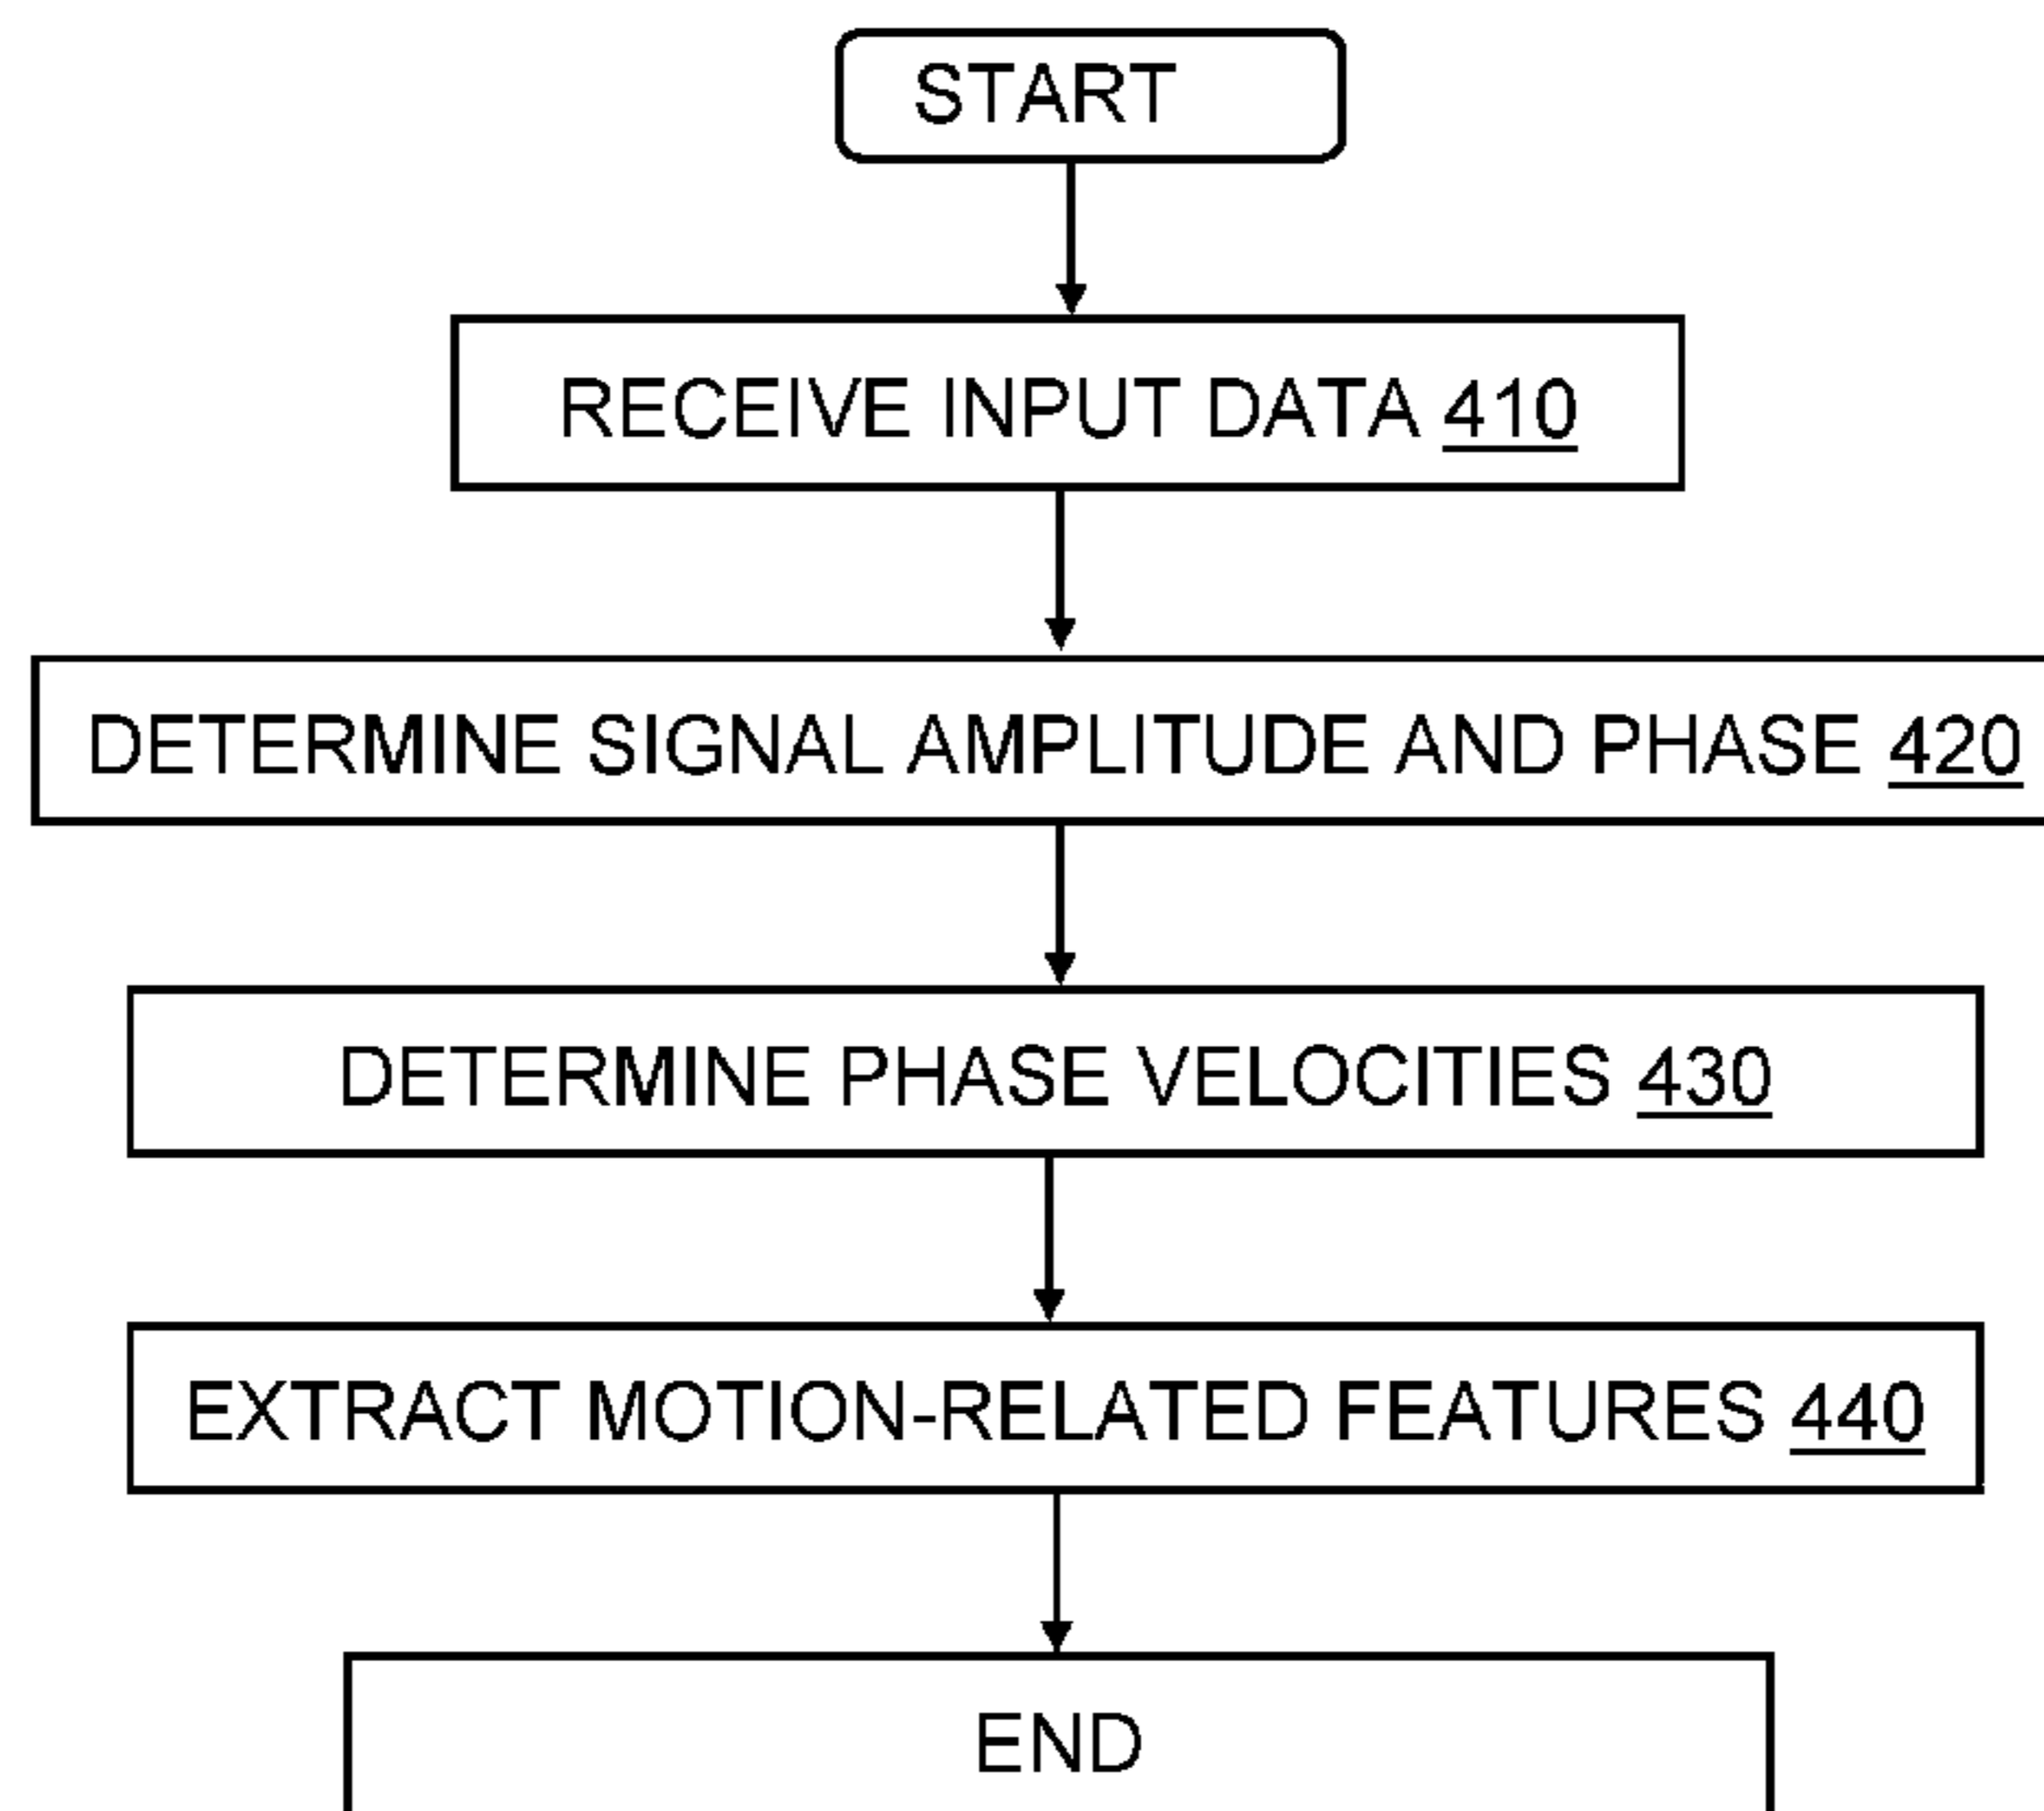 START
RECEIVE INPUT DATA 410
DETERMINE SIGNAL AMPLITUDE AND PHASE 420
DETERMINE PHASE VELOCITIES 430
EXTRACT MOTION-RELATED FEATURES 440
END